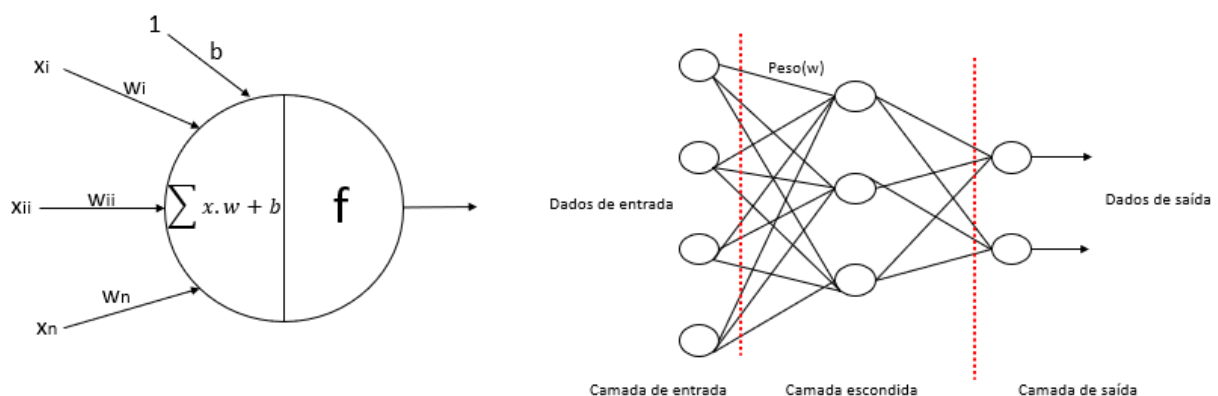 1
b
xi
wi
xii
wii
∑ x.w + b
f
wn
xn
Peso(w)
Dados de entrada
Dados de saída
Camada de entrada
Camada escondida
Camada de saída